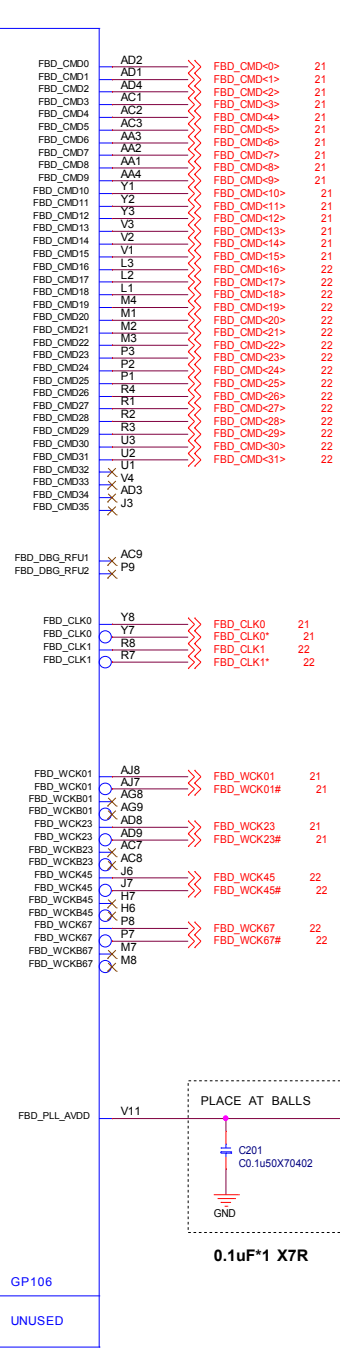 FBD_CMD0 AD2 FBD_CMD<0> 21
FBD_CMD1 AD1 FBD_CMD<1> 21
FBD_CMD2 AD4 FBD_CMD<2> 21
FBD_CMD3 AC1 FBD_CMD<3> 21
FBD_CMD4 AC2 FBD_CMD<4> 21
FBD_CMD5 AC3 FBD_CMD<5> 21
FBD_CMD6 AA3 FBD_CMD<6> 21
FBD_CMD7 AA2 FBD_CMD<7> 21
FBD_CMD8 AA1 FBD_CMD<8> 21
FBD_CMD9 AA4 FBD_CMD<9> 21
FBD_CMD10 Y1 FBD_CMD<10> 21
FBD_CMD11 Y2 FBD_CMD<11> 21
FBD_CMD12 Y3 FBD_CMD<12> 21
FBD_CMD13 V3 FBD_CMD<13> 21
FBD_CMD14 V2 FBD_CMD<14> 21
FBD_CMD15 V1 FBD_CMD<15> 21
FBD_CMD16 L3 FBD_CMD<16> 22
FBD_CMD17 L2 FBD_CMD<17> 22
FBD_CMD18 L1 FBD_CMD<18> 22
FBD_CMD19 M4 FBD_CMD<19> 22
FBD_CMD20 M1 FBD_CMD<20> 22
FBD_CMD21 M2 FBD_CMD<21> 22
FBD_CMD22 M3 FBD_CMD<22> 22
FBD_CMD23 P3 FBD_CMD<23> 22
FBD_CMD24 P2 FBD_CMD<24> 22
FBD_CMD25 P1 FBD_CMD<25> 22
FBD_CMD26 R4 FBD_CMD<26> 22
FBD_CMD27 R1 FBD_CMD<27> 22
FBD_CMD28 R2 FBD_CMD<28> 22
FBD_CMD29 R3 FBD_CMD<29> 22
FBD_CMD30 U3 FBD_CMD<30> 22
FBD_CMD31 U2 FBD_CMD<31> 22
FBD_CMD32 U1
FBD_CMD33 V4
FBD_CMD34 AD3
FBD_CMD35 J3
FBD_DBG_RFU1 AC9
FBD_DBG_RFU2 P9
FBD_CLK0 Y8 FBD_CLK0 21
FBD_CLK0 Y7 FBD_CLK0* 21
FBD_CLK1 R8 FBD_CLK1 22
FBD_CLK1 R7 FBD_CLK1* 22
FBD_WCK01 AJ8 FBD_WCK01 21
FBD_WCK01 AJ7 FBD_WCK01# 21
FBD_WCKB01 AG8
FBD_WCKB01 AG9
FBD_WCK23 AD8 FBD_WCK23 21
FBD_WCK23 AD9 FBD_WCK23# 21
FBD_WCKB23 AC7
FBD_WCKB23 AC8
FBD_WCK45 J6 FBD_WCK45 22
FBD_WCK45 J7 FBD_WCK45# 22
FBD_WCKB45 H7
FBD_WCKB45 H6
FBD_WCK67 P8 FBD_WCK67 22
FBD_WCK67 P7 FBD_WCK67# 22
FBD_WCKB67 M7
FBD_WCKB67 M8
PLACE AT BALLS
FBD_PLL_AVDD V11
C201
C0.1u50X70402
GND
0.1uF*1 X7R
GP106
UNUSED